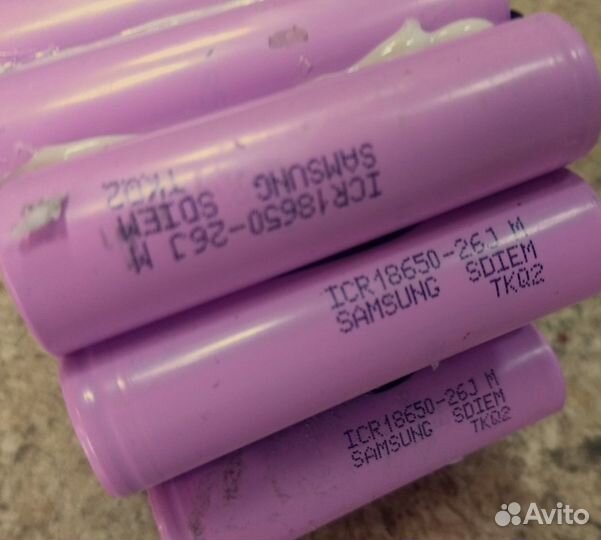 ICR18650-26J M
SAMSUNG SDIEM
TKQ2
ICR18650-26J M
SAMSUNG SDIEM
TKQ2
ICR18650-26J M
SAMSUNG SDIEM
TKQ2
Avito